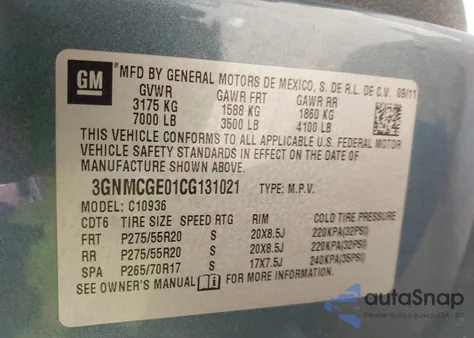 GM
*MFD BY GENERAL MOTORS DE MEXICO, S. DE R.L. DE C.V. 09/11
GVWR GAWR FRT GAWR RR
3175 KG 1588 KG 1860 KG
7000 LB 3500 LB 4100 LB
THIS VEHICLE CONFORMS TO ALL APPLICABLE U.S. FEDERAL MOTOR
VEHICLE SAFETY STANDARDS IN EFFECT ON THE DATE OF
MANUFACTURE SHOWN ABOVE.
3GNMCGE01CG131021 TYPE: M.P.V.
MODEL: C10936
CDT6 TIRE SIZE SPEED RTG RIM COLD TIRE PRESSURE
FRT P275/55R20 S 20X8.5J 220KPA(32PSI)
RR P275/55R20 S 20X8.5J 220KPA(32PSI)
SPA P265/70R17 S 17X7.5J 240KPA(35PSI)
SEE OWNER'S MANUAL FOR MORE INFORMATION.
autaSnap